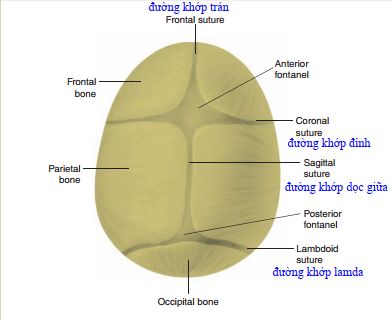 đường khớp trán
Frontal suture
Frontal
bone
Anterior
fontanel
Coronal
suture
đường khớp đỉnh
Parietal
bone
Sagittal
suture
đường khớp dọc giữa
Posterior
fontanel
Lambdoid
suture
đường khớp lamda
Occipital bone